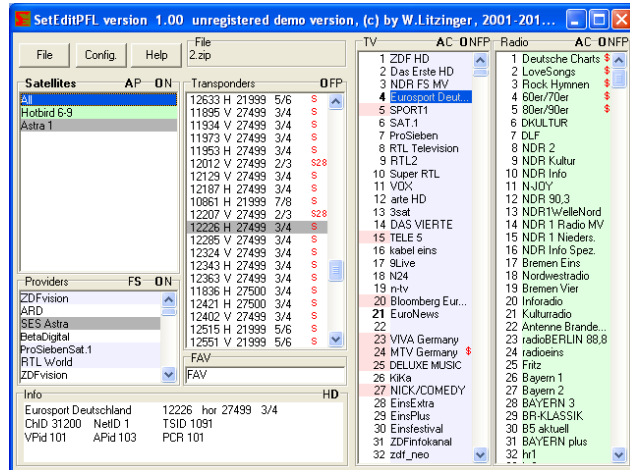 SetEditPFL version 1.00 unregistered demo version, (c) by W.Litzinger, 2001-201...
File Config. Help
File
2.zip
Satellites AP ON
All
Hotbird 6-9
Astra 1
Providers FS ON
ZDFvision
ARD
SES Astra
BetaDigital
ProSiebenSat.1
RTL World
ZDFvision
Transponders OFP
12633 H 21999 5/6 S
11895 V 27499 3/4 S
11934 V 27499 3/4 S
11973 V 27499 3/4 S
11953 H 27499 3/4 S
12012 V 27499 2/3 S28
12129 V 27499 3/4 S
12187 H 27499 3/4 S
10861 H 21999 7/8 S
12207 V 27499 2/3 S28
12226 H 27499 3/4 S
12285 V 27499 3/4 S
12324 V 27499 3/4 S
12343 H 27499 3/4 S
12363 V 27499 3/4 S
11836 H 27500 3/4 S
12421 H 27500 3/4 S
12402 V 27499 3/4 S
12515 H 21999 5/6 S
12551 V 21999 5/6 S
FAV
FAV
Info HD
Eurosport Deutschland 12226 hor 27499 3/4
ChID 31200 NetID 1 TSID 1091
VPid 101 APid 103 PCR 101
TV AC ONFP
1 ZDF HD
2 Das Erste HD
3 NDR FS MV
4 Eurosport Deut...
5 SPORT1
6 SAT.1
7 ProSieben
8 RTL Television
9 RTL2
10 Super RTL
11 VOX
12 arte HD
13 3sat
14 DAS VIERTE
15 TELE 5
16 kabel eins
17 9Live
18 N24
19 n-tv
20 Bloomberg Eur...
21 EuroNews
22
23 VIVA Germany
24 MTV Germany $
25 DELUXE MUSIC
26 KiKa
27 NICK/COMEDY
28 EinsExtra
29 EinsPlus
30 Einsfestival
31 ZDFinfokanal
32 zdf_neo
Radio AC ONFP
1 Deutsche Charts $
2 LoveSongs $
3 Rock Hymnen $
4 60er/70er $
5 80er/90er $
6 DKULTUR
7 DLF
8 NDR 2
9 NDR Kultur
10 NDR Info
11 N-JOY
12 NDR 90,3
13 NDR1WelleNord
14 NDR 1 Radio MV
15 NDR 1 Nieders.
16 NDR Info Spez.
17 Bremen Eins
18 Nordwestradio
19 Bremen Vier
20 Inforadio
21 Kulturradio
22 Antenne Brande...
23 radioBERLIN 88,8
24 radioeins
25 Fritz
26 Bayern 1
27 Bayern 2
28 BAYERN 3
29 BR-KLASSIK
30 B5 aktuell
31 BAYERN plus
32 hr1